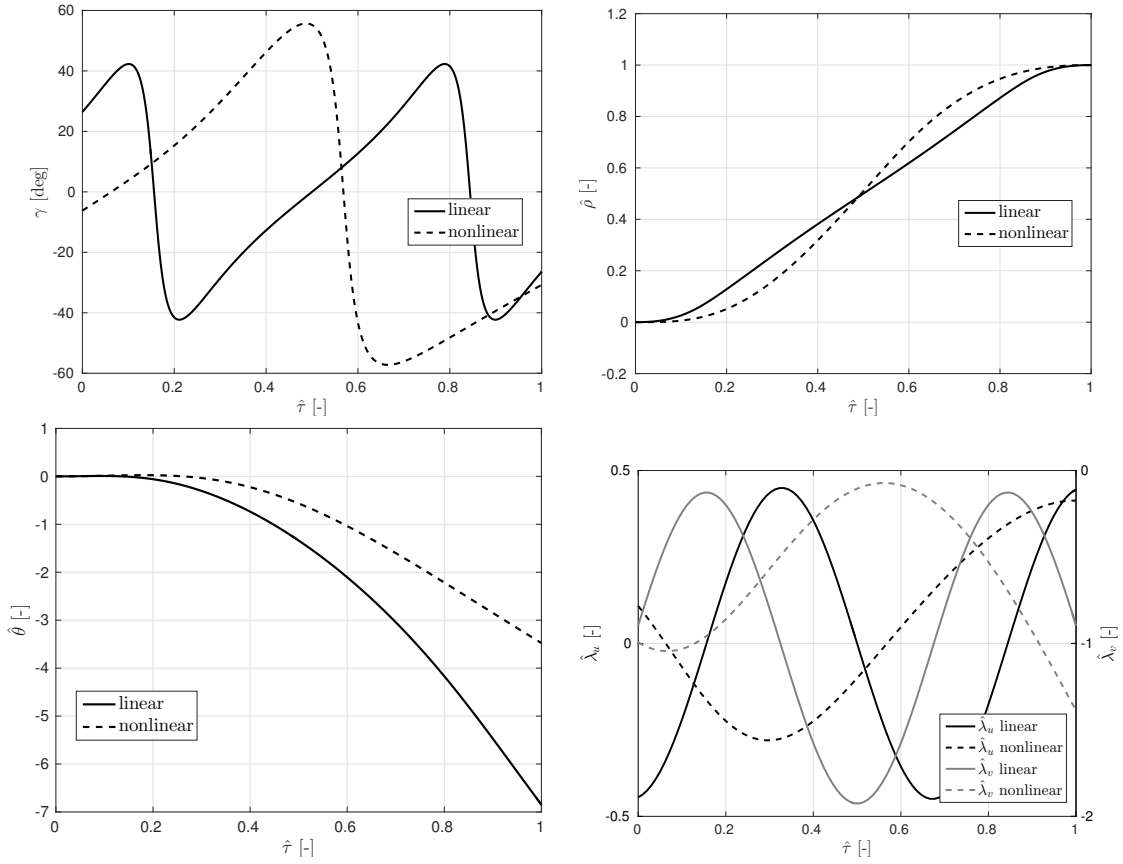 60
40
20
0
-20
-40
-60
γ [deg]
0
0.2
0.4
0.6
0.8
1
τ̂ [-]
linear
nonlinear
1.2
1
0.8
0.6
0.4
0.2
0
-0.2
ρ̂ [-]
0
0.2
0.4
0.6
0.8
1
τ̂ [-]
linear
nonlinear
1
0
-1
-2
-3
-4
-5
-6
-7
θ̂ [-]
0
0.2
0.4
0.6
0.8
1
τ̂ [-]
linear
nonlinear
0.5
0
-0.5
λ̂ᵤ [-]
0
-1
-2
λ̂ᵥ [-]
0
0.2
0.4
0.6
0.8
1
τ̂ [-]
λ̂ᵤ linear
λ̂ᵤ nonlinear
λ̂ᵥ linear
λ̂ᵥ nonlinear